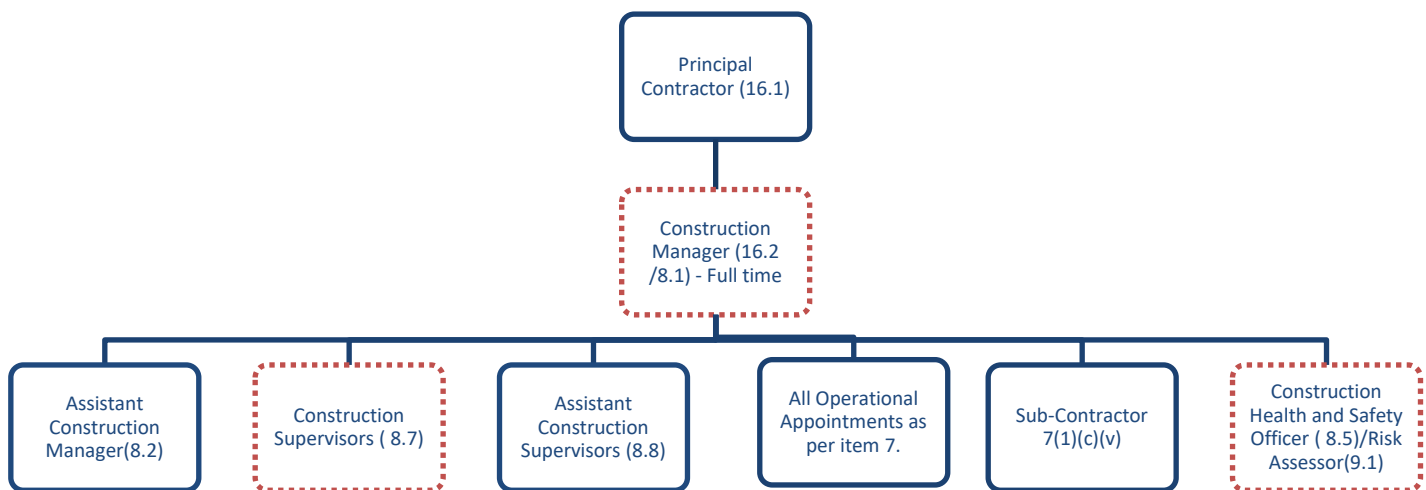 Principal
Contractor (16.1)
Construction
Manager (16.2
/8.1) - Full time
Assistant
Construction
Manager(8.2)
Construction
Supervisors ( 8.7)
Assistant
Construction
Supervisors (8.8)
All Operational
Appointments as
per item 7.
Sub-Contractor
7(1)(c)(v)
Construction
Health and Safety
Officer ( 8.5)/Risk
Assessor(9.1)